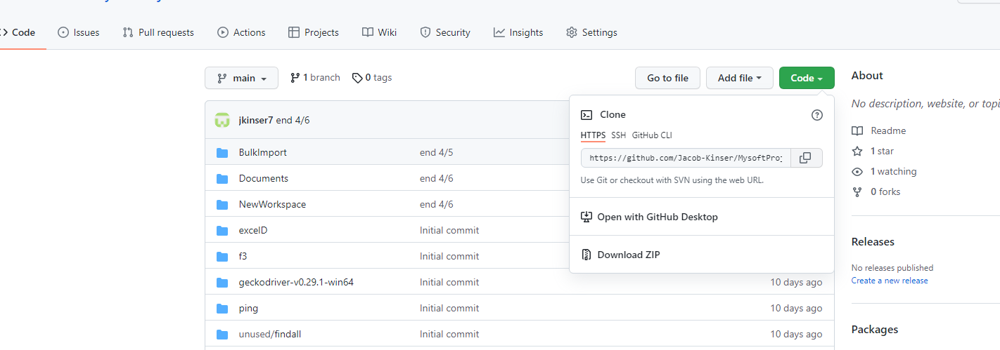 Code Issues Pull requests Actions Projects Wiki Security Insights Settings
main 1 branch 0 tags Go to file Add file Code
jkinser7 end 4/6
BulkImport end 4/5
Documents end 4/6
NewWorkspace end 4/6
excelD Initial commit
f3 Initial commit
geckodriver-v0.29.1-win64 Initial commit 10 days ago
ping Initial commit 10 days ago
unused/findall Initial commit 10 days ago
Clone
HTTPS SSH GitHub CLI
https://github.com/Jacob-Kinser/MysoftPro
Use Git or checkout with SVN using the web URL.
Open with GitHub Desktop
Download ZIP
About
No description, website, or topi
Readme
1 star
1 watching
0 forks
Releases
No releases published
Create a new release
Packages